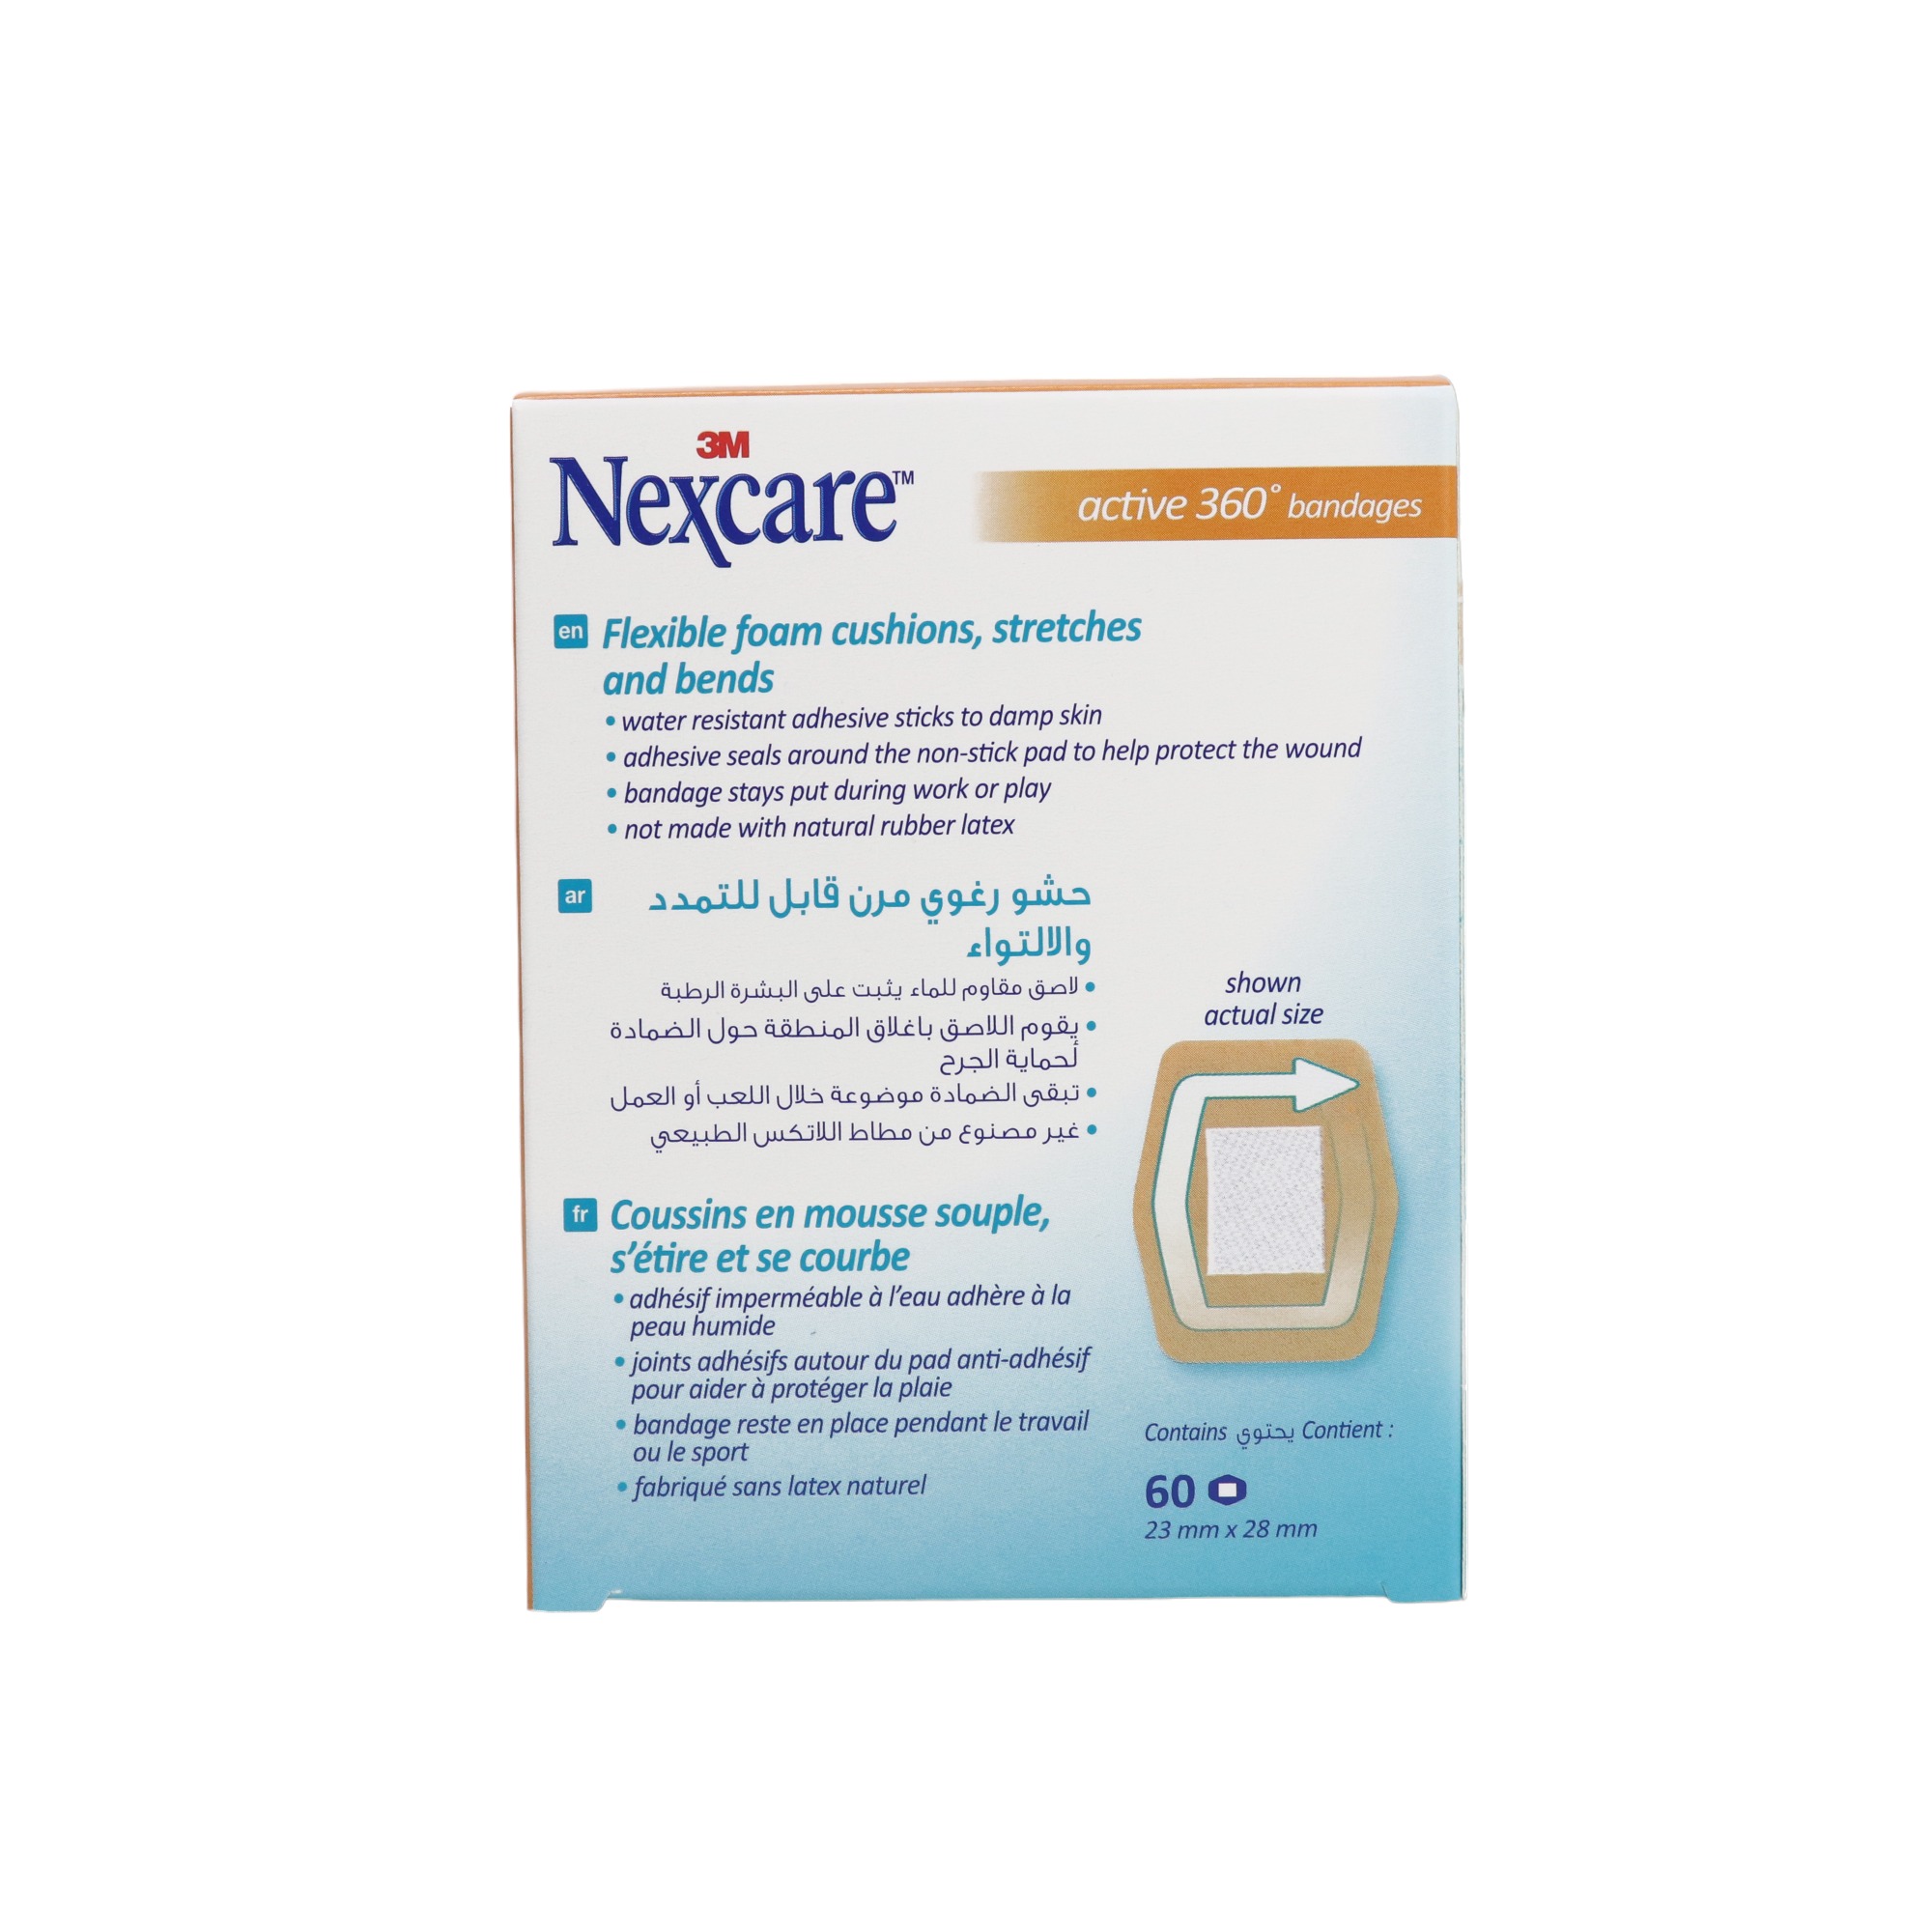 3M
Nexcare™
active 360° bandages
en
Flexible foam cushions, stretches
and bends
• water resistant adhesive sticks to damp skin
• adhesive seals around the non-stick pad to help protect the wound
• bandage stays put during work or play
• not made with natural rubber latex
ar
حشو رغوي مرن قابل للتمدد
والالتواء
• لاصق مقاوم للماء يثبت على البشرة الرطبة
• يقوم اللاصق باغلاق المنطقة حول الضمادة
لحماية الجرح
• تبقى الضمادة موضوعة خلال اللعب أو العمل
• غير مصنوع من مطاط اللاتكس الطبيعي
fr
Coussins en mousse souple,
s'étire et se courbe
• adhésif imperméable à l'eau adhère à la
peau humide
• joints adhésifs autour du pad anti-adhésif
pour aider à protéger la plaie
• bandage reste en place pendant le travail
ou le sport
• fabriqué sans latex naturel
shown
actual size
Contains يحتوي Contient :
60
23 mm x 28 mm